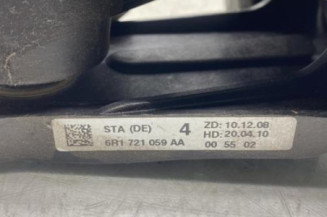 STA (DE) 4 ZD: 10.12.08
HD: 20.04.10
6R1 721 059 AA 00 55 02